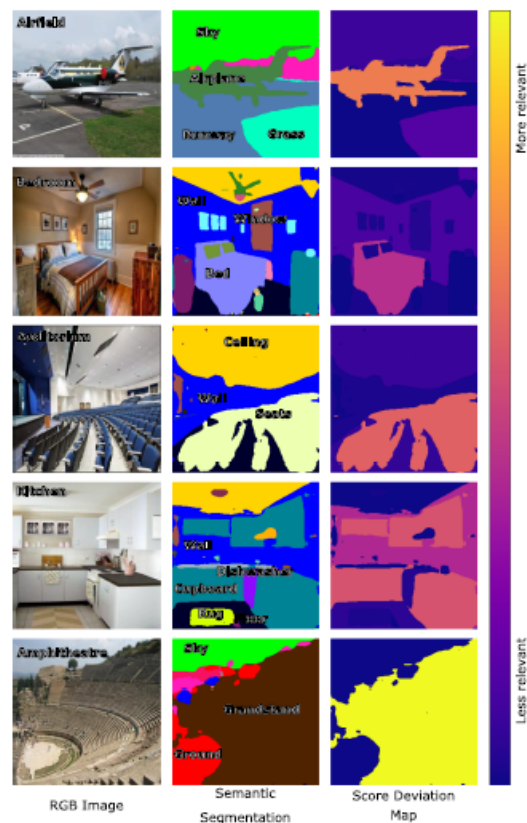 Airfield
Sky
Airplane
Runway
Grass
More relevant
Bedroom
Wall
Window
Bed
Auditorium
Ceiling
Wall
Seats
Kitchen
Wall
Dishwasher
Cupboard
Rug
Less relevant
Amphitheatre
Sky
Grandstand
Ground
RGB Image
Semantic
Segmentation
Score Deviation
Map